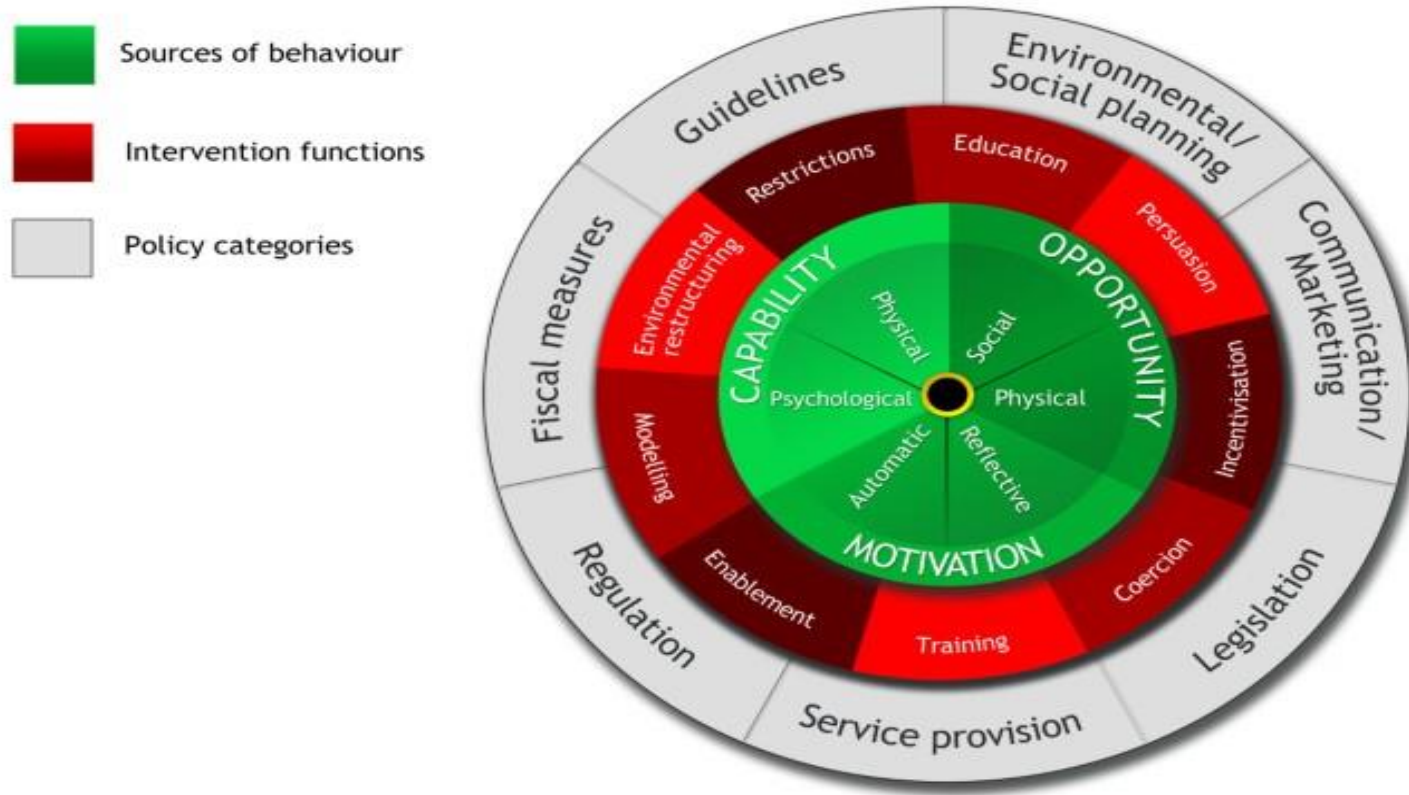 Sources of behaviour
Intervention functions
Policy categories
Guidelines
Environmental/
Social planning
Communication/
Marketing
Legislation
Service provision
Regulation
Fiscal measures
Restrictions
Education
Persuasion
Incentivisation
Coercion
Training
Enablement
Modelling
Environmental
restructuring
CAPABILITY
OPPORTUNITY
MOTIVATION
Physical
Social
Psychological
Physical
Automatic
Reflective